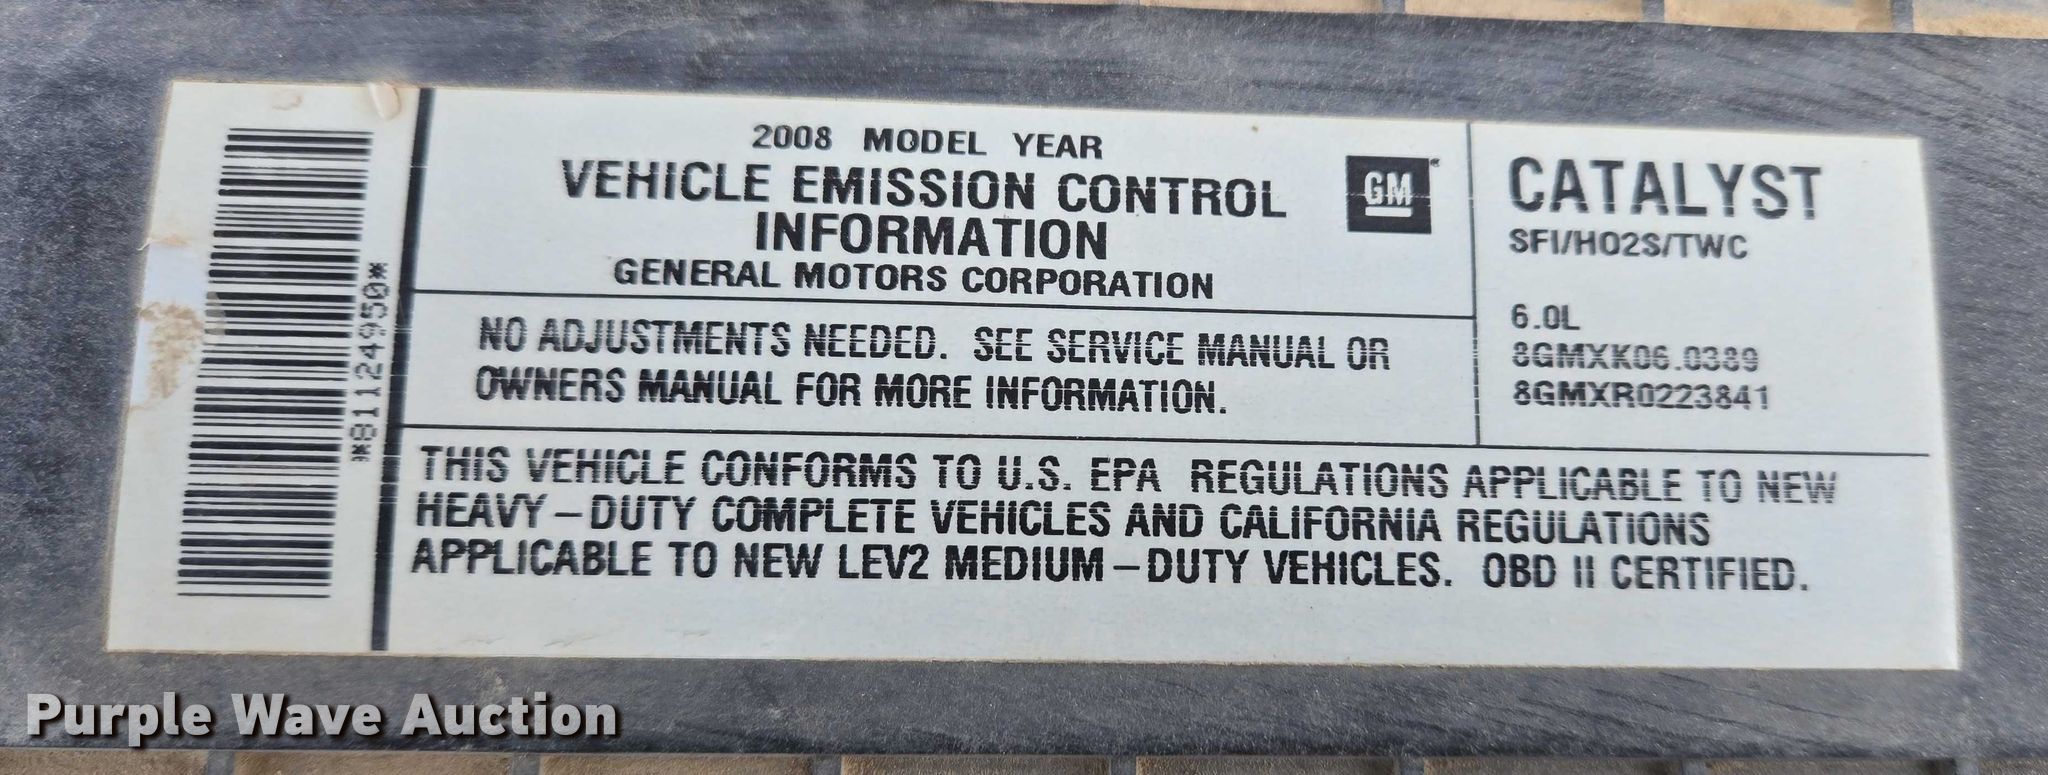 *81124950*
2008 MODEL YEAR
VEHICLE EMISSION CONTROL
INFORMATION
GENERAL MOTORS CORPORATION
GM
NO ADJUSTMENTS NEEDED. SEE SERVICE MANUAL OR
OWNERS MANUAL FOR MORE INFORMATION.
CATALYST
SFI/HO2S/TWC
6.0L
8GMXK06.0389
8GMXR0223841
THIS VEHICLE CONFORMS TO U.S. EPA REGULATIONS APPLICABLE TO NEW
HEAVY-DUTY COMPLETE VEHICLES AND CALIFORNIA REGULATIONS
APPLICABLE TO NEW LEV2 MEDIUM-DUTY VEHICLES. OBD II CERTIFIED.
Purple Wave Auction